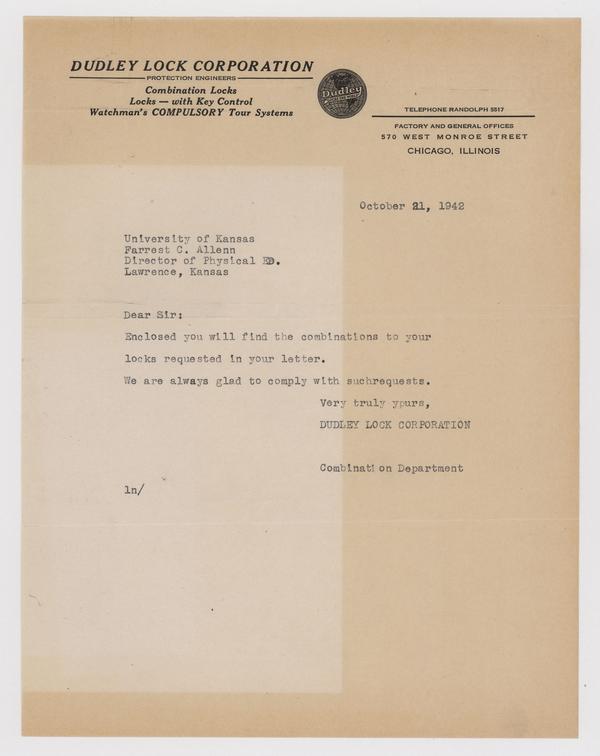 DUDLEY LOCK CORPORATION
PROTECTION ENGINEERS
Combination Locks
Locks — with Key Control
Watchman's COMPULSORY Tour Systems
Dudley
TELEPHONE RANDOLPH 5517
FACTORY AND GENERAL OFFICES
570 WEST MONROE STREET
CHICAGO, ILLINOIS
October 21, 1942
University of Kansas
Farrest C. Allenn
Director of Physical ED.
Lawrence, Kansas
Dear Sir:
Enclosed you will find the combinations to your
locks requested in your letter.
We are always glad to comply with suchrequests.
Very truly ypurs,
DUDLEY LOCK CORPORATION
Combination Department
ln/